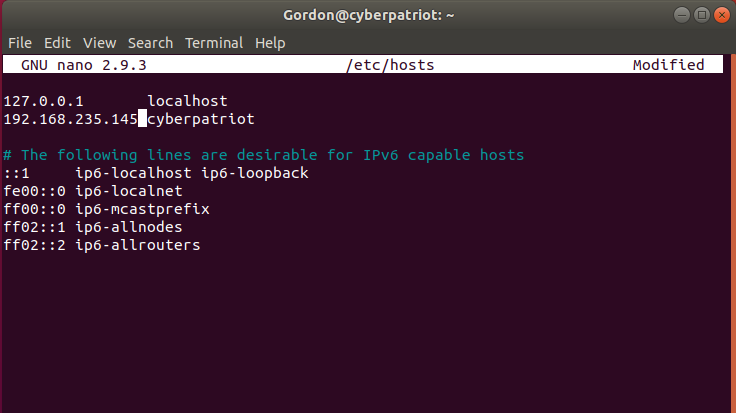 Gordon@cyberpatriot: ~
File Edit View Search Terminal Help
GNU nano 2.9.3 /etc/hosts Modified
127.0.0.1 localhost
192.168.235.145 cyberpatriot
# The following lines are desirable for IPv6 capable hosts
::1 ip6-localhost ip6-loopback
fe00::0 ip6-localnet
ff00::0 ip6-mcastprefix
ff02::1 ip6-allnodes
ff02::2 ip6-allrouters